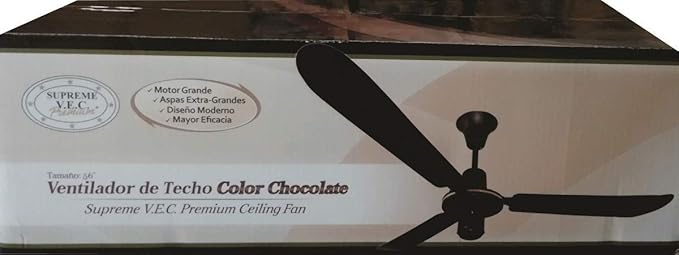 SUPREME
V.E.C.
Premium
✓ Motor Grande
✓ Aspas Extra-Grandes
✓ Diseño Moderno
✓ Mayor Eficacia
Tamaño: 56"
Ventilador de Techo Color Chocolate
Supreme V.E.C. Premium Ceiling Fan